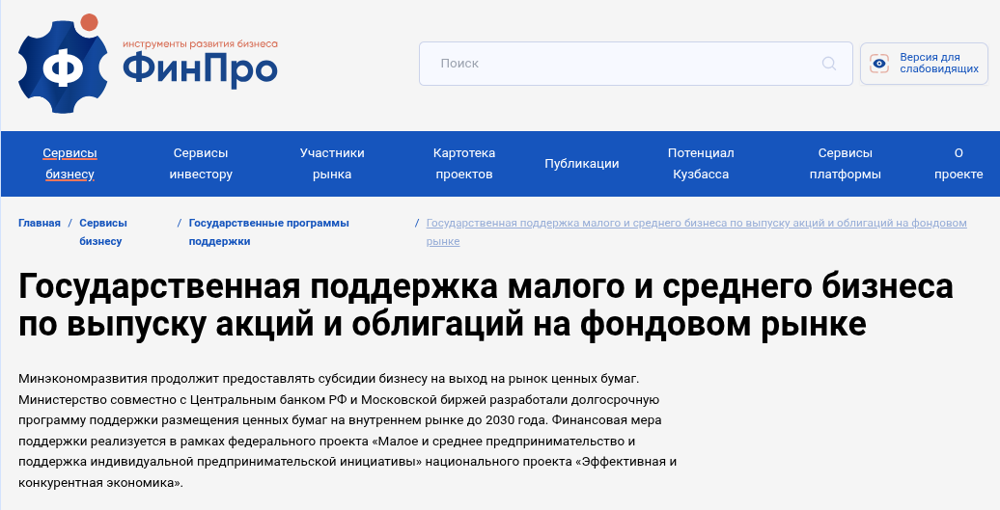 инструменты развития бизнеса
Ф
ФинПро
Поиск
Версия для
слабовидящих
Сервисы
бизнесу
Сервисы
инвестору
Участники
рынка
Картотека
проектов
Публикации
Потенциал
Кузбасса
Сервисы
платформы
О
проекте
Главная / Сервисы бизнесу / Государственные программы поддержки / Государственная поддержка малого и среднего бизнеса по выпуску акций и облигаций на фондовом рынке
Государственная поддержка малого и среднего бизнеса
по выпуску акций и облигаций на фондовом рынке
Минэкономразвития продолжит предоставлять субсидии бизнесу на выход на рынок ценных бумаг.
Министерство совместно с Центральным банком РФ и Московской биржей разработали долгосрочную
программу поддержки размещения ценных бумаг на внутреннем рынке до 2030 года. Финансовая мера
поддержки реализуется в рамках федерального проекта «Малое и среднее предпринимательство и
поддержка индивидуальной предпринимательской инициативы» национального проекта «Эффективная и
конкурентная экономика».